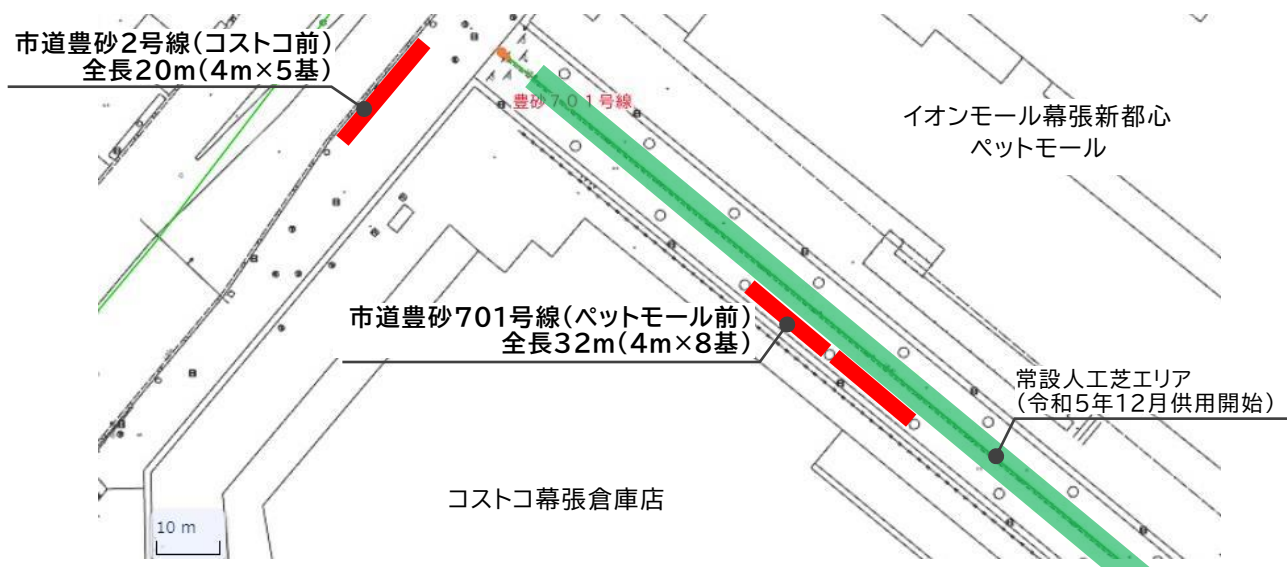 市道豊砂2号線(コストコ前)
全長20m(4m×5基)
豊砂701号線
イオンモール幕張新都心
ペットモール
市道豊砂701号線(ペットモール前)
全長32m(4m×8基)
常設人工芝エリア
(令和5年12月供用開始)
コストコ幕張倉庫店
10 m